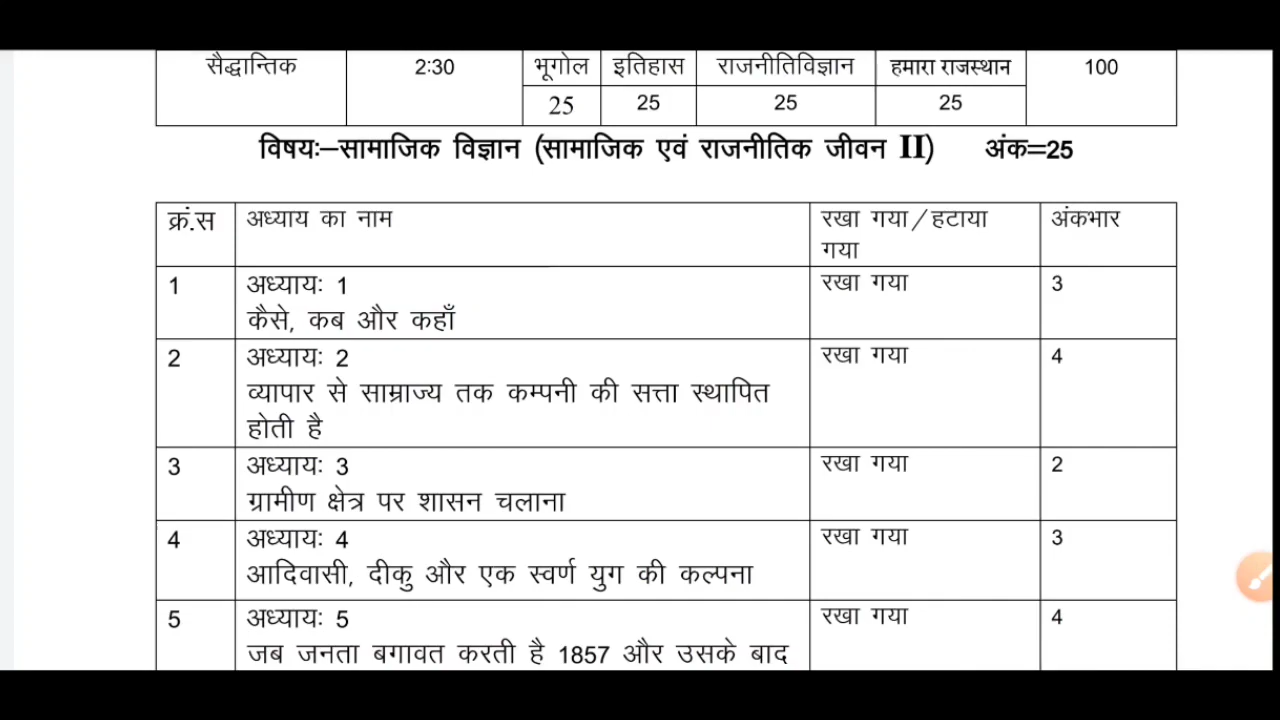 सैद्धान्तिक 2:30 भूगोल इतिहास राजनीतिविज्ञान हमारा राजस्थान 100
25 25 25 25
विषयः–सामाजिक विज्ञान (सामाजिक एवं राजनीतिक जीवन II) अंक=25
क्रं.स अध्याय का नाम रखा गया/हटाया अंकभार
गया
1 अध्यायः 1 रखा गया 3
कैसे, कब और कहाँ
2 अध्यायः 2 रखा गया 4
व्यापार से साम्राज्य तक कम्पनी की सत्ता स्थापित
होती है
3 अध्यायः 3 रखा गया 2
ग्रामीण क्षेत्र पर शासन चलाना
4 अध्यायः 4 रखा गया 3
आदिवासी, दीकु और एक स्वर्ण युग की कल्पना
5 अध्यायः 5 रखा गया 4
जब जनता बगावत करती है 1857 और उसके बाद